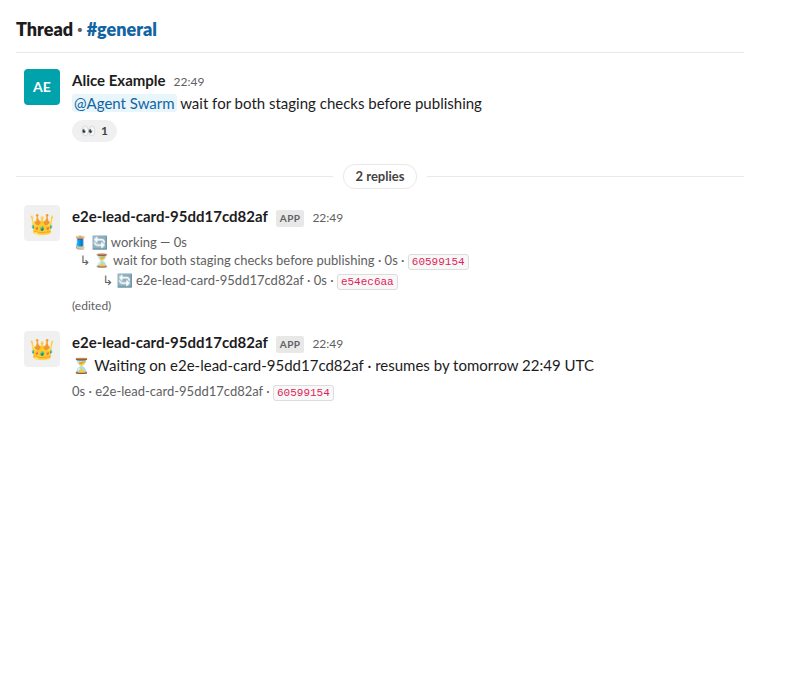 Thread • #general
AE
Alice Example 22:49
@Agent Swarm wait for both staging checks before publishing
👀 1
2 replies
e2e-lead-card-95dd17cd82af APP 22:49
🧵 🔄 working — 0s
↳ ⏳ wait for both staging checks before publishing · 0s · 60599154
↳ 🔄 e2e-lead-card-95dd17cd82af · 0s · e54ec6aa
(edited)
e2e-lead-card-95dd17cd82af APP 22:49
⏳ Waiting on e2e-lead-card-95dd17cd82af · resumes by tomorrow 22:49 UTC
0s · e2e-lead-card-95dd17cd82af · 60599154